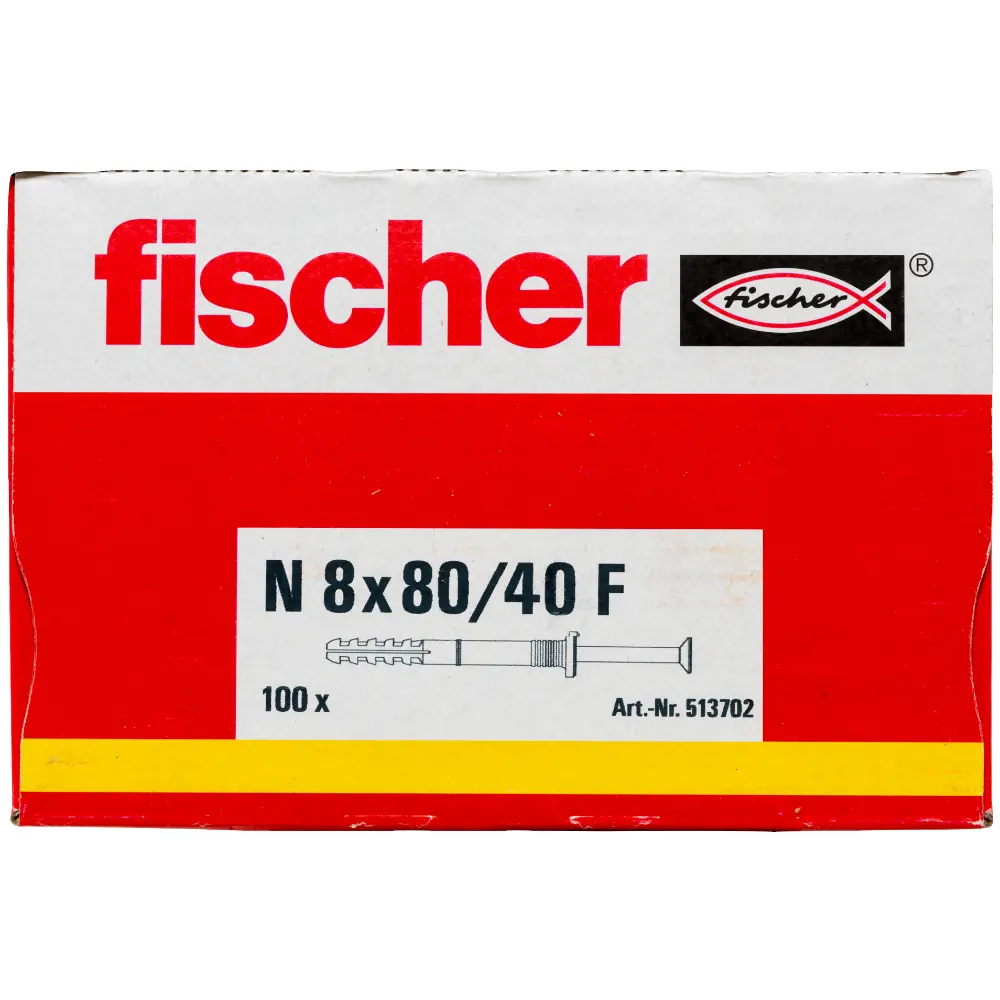 fischer
fischer ®
N 8 x 80/40 F
100 x
Art.-Nr. 513702